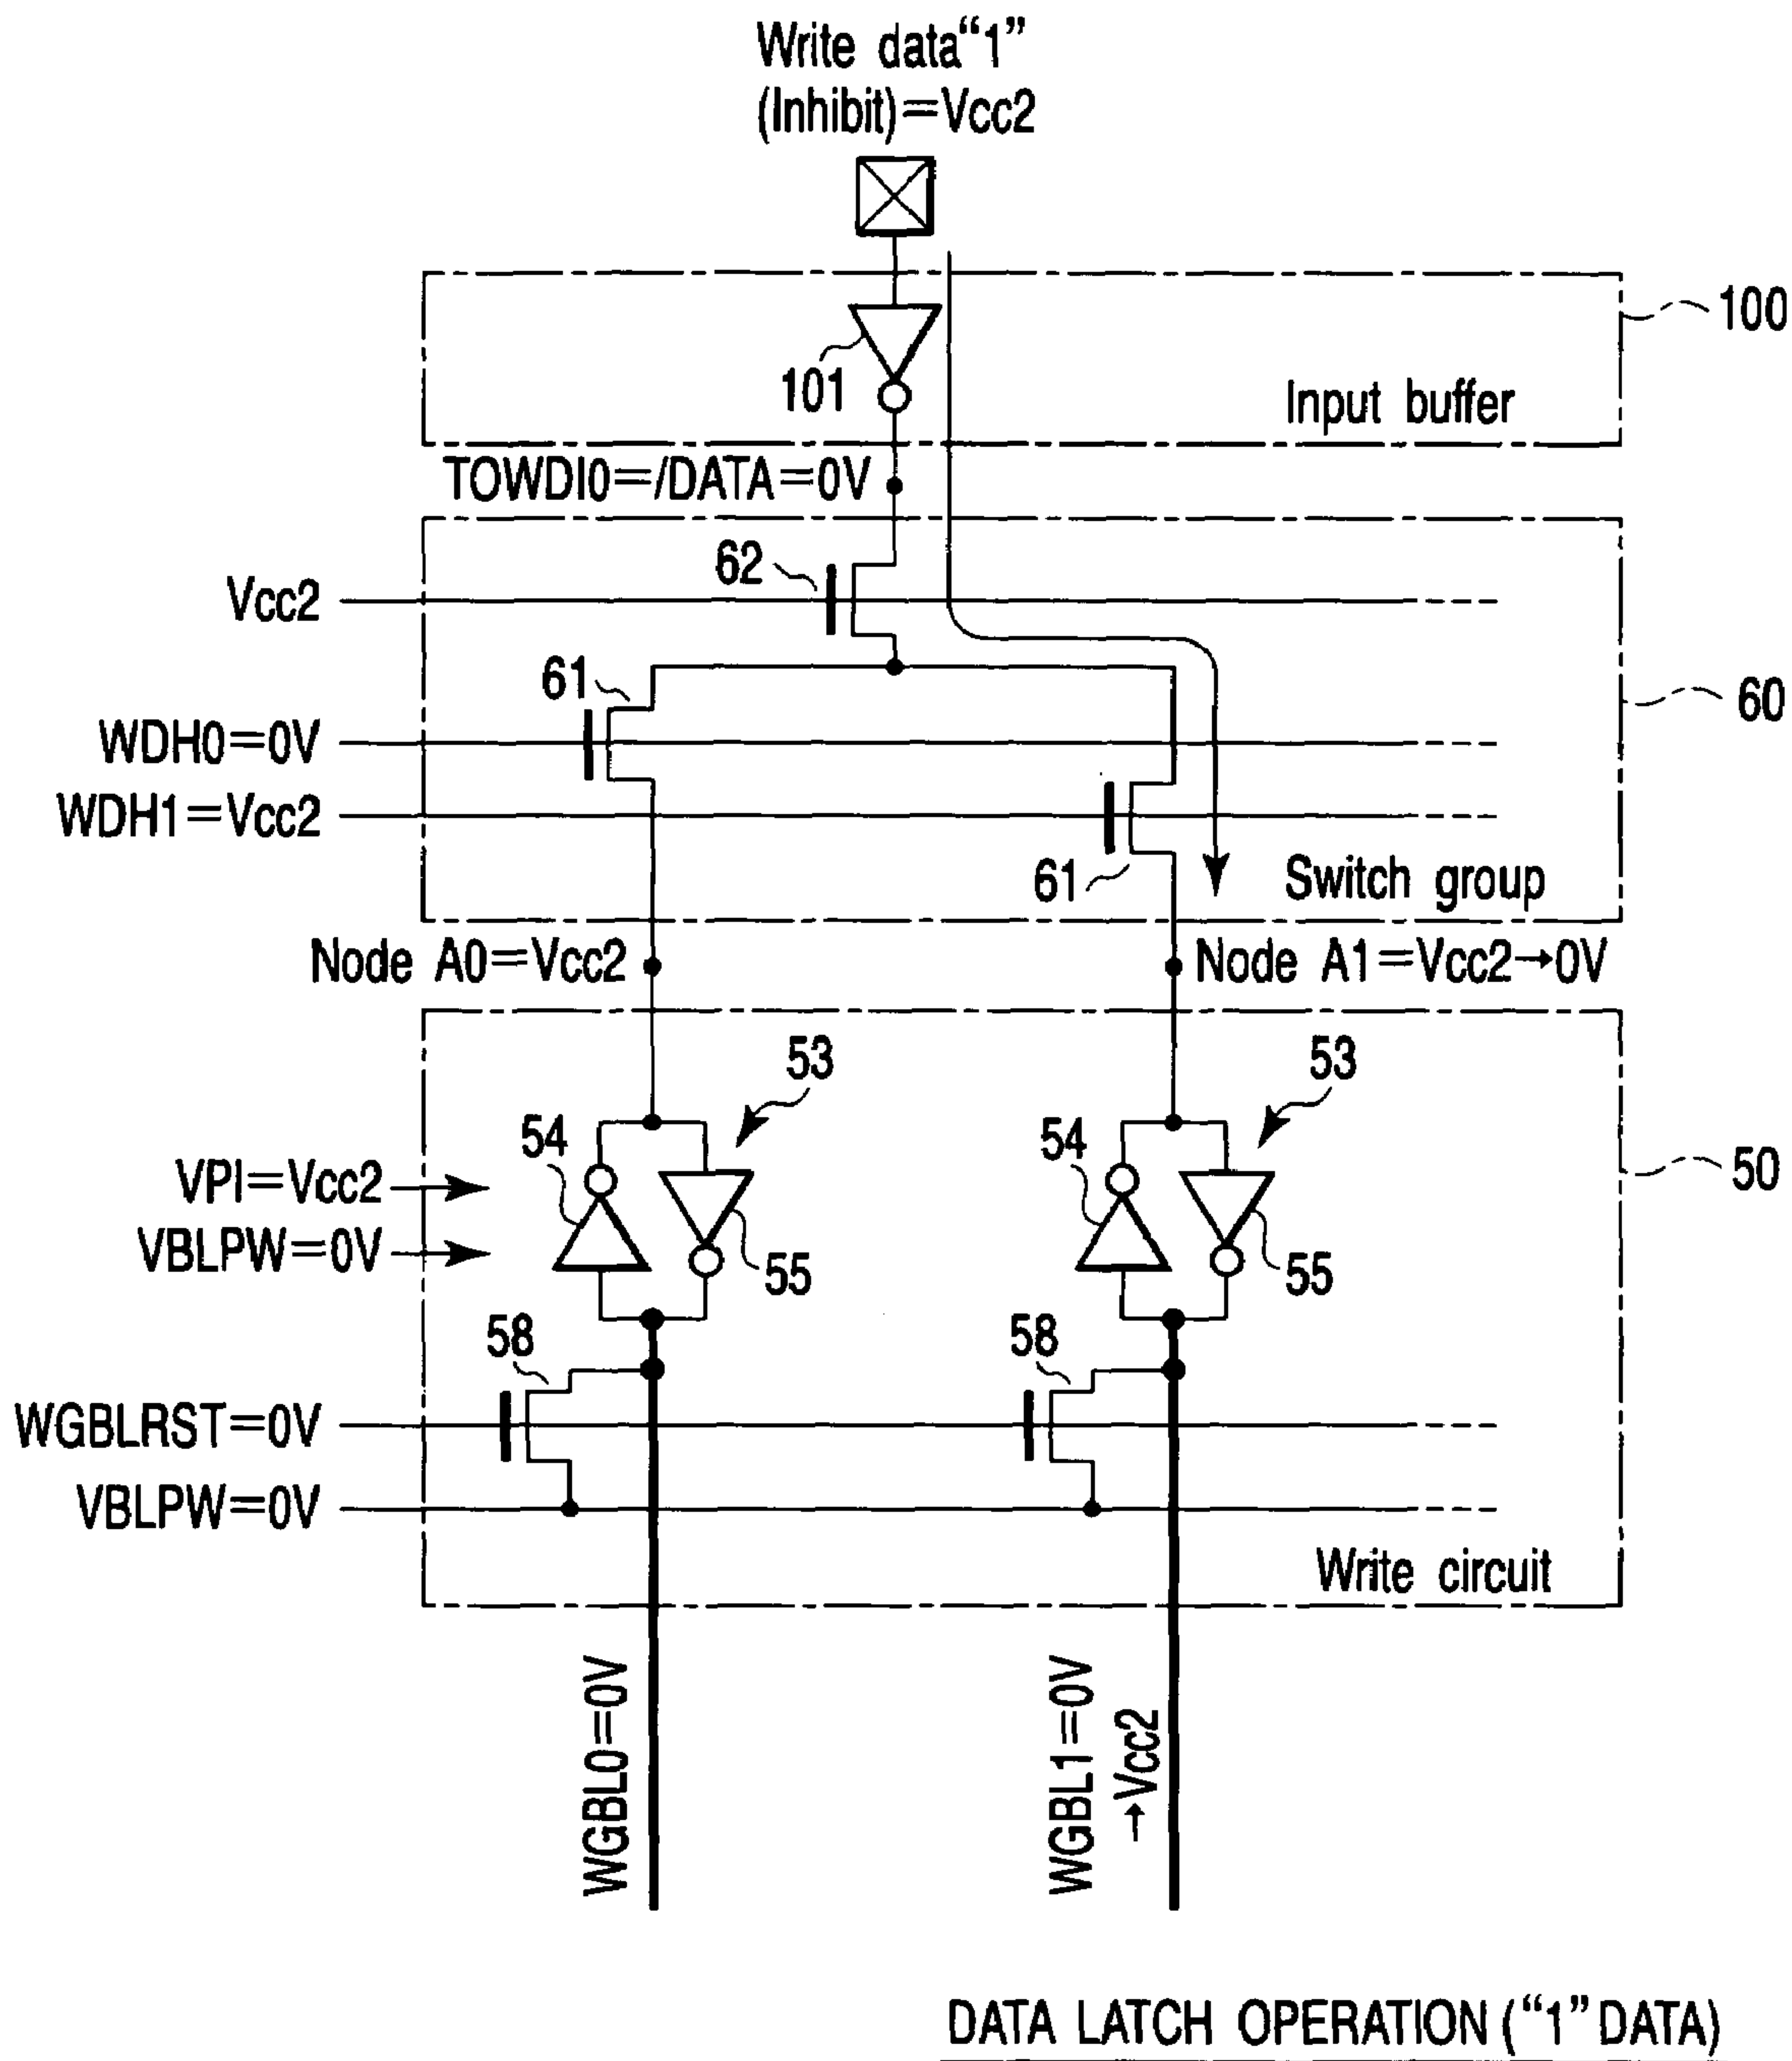 Write data“1”
(Inhibit)=Vcc2
100
101
Input buffer
TOWDI0=/DATA=0V
62
Vcc2
61
60
WDH0=0V
WDH1=Vcc2
61
Switch group
Node A0=Vcc2
Node A1=Vcc2→0V
53
53
54
54
50
VPI=Vcc2
VBLPW=0V
55
55
58
58
WGBLRST=0V
VBLPW=0V
Write circuit
WGBL0=0V
WGBL1=0V
→Vcc2
DATA LATCH OPERATION (“1” DATA)